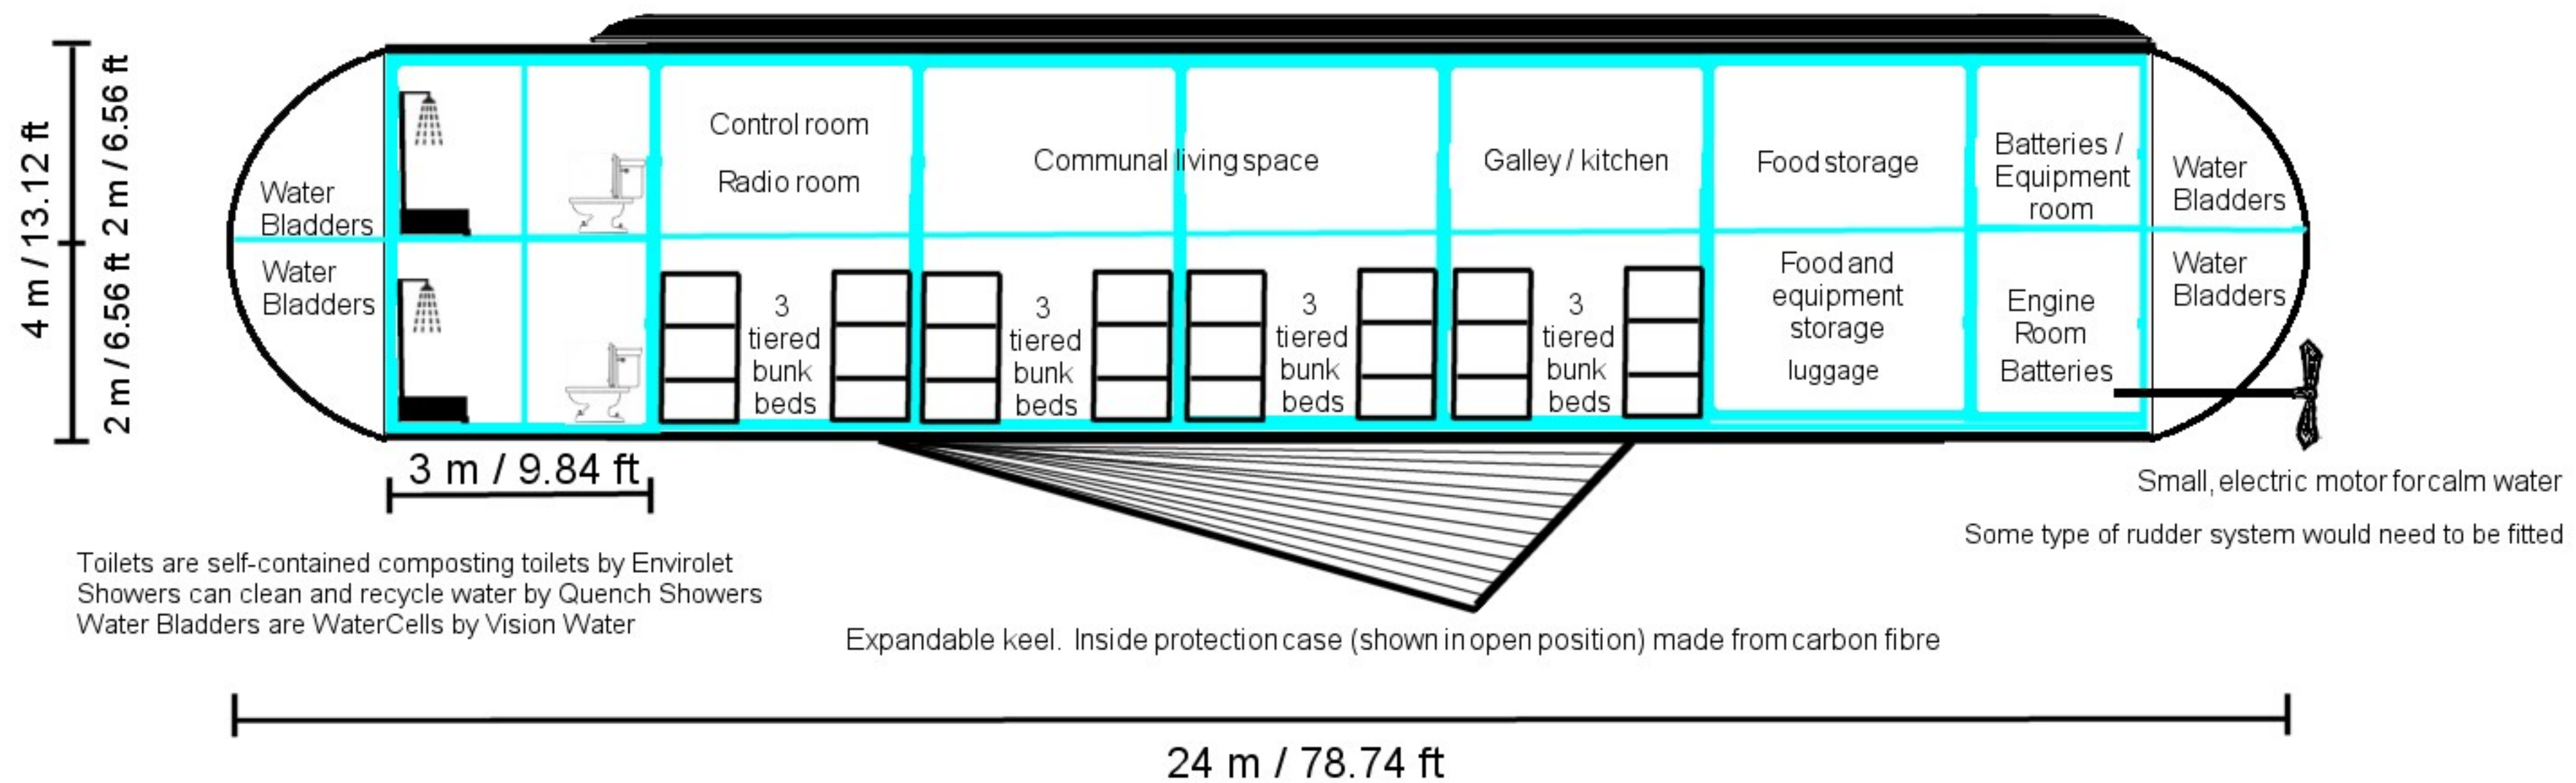 4 m / 13.12 ft
2 m / 6.56 ft
2 m / 6.56 ft
Water
Bladders
Water
Bladders
Control room
Radio room
Communal living space
Galley / kitchen
Food storage
Batteries /
Equipment
room
Water
Bladders
Water
Bladders
3
tiered
bunk
beds
3
tiered
bunk
beds
3
tiered
bunk
beds
3
tiered
bunk
beds
Food and
equipment
storage
luggage
Engine
Room
Batteries
3 m / 9.84 ft
Small, electric motor for calm water
Some type of rudder system would need to be fitted
Toilets are self-contained composting toilets by Envirolet
Showers can clean and recycle water by Quench Showers
Water Bladders are WaterCells by Vision Water
Expandable keel. Inside protection case (shown in open position) made from carbon fibre
24 m / 78.74 ft